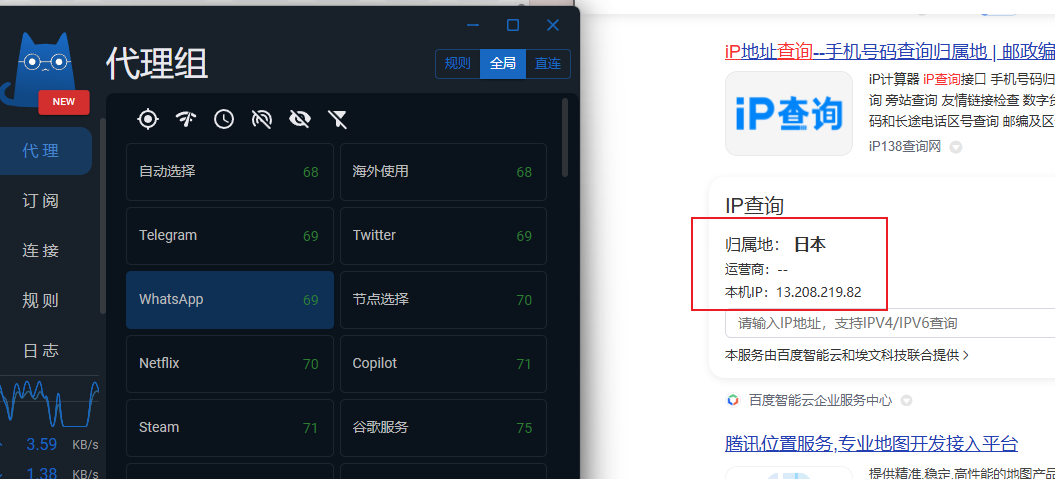 代理组
规则 全局 直连
NEW
代理
订阅
连接
规则
日志
3.59 KB/s
1.38 KB/s
自动选择 68
海外使用 68
Telegram 69
Twitter 69
WhatsApp 69
节点选择 70
Netflix 70
Copilot 71
Steam 71
谷歌服务 75
iP地址查询--手机号码查询归属地 | 邮政编
iP查询
iP计算器 iP查询接口 手机号码归
询 旁站查询 友情链接检查 数字货
码和长途电话区号查询 邮编及区
iP138查询网
IP查询
归属地： 日本
运营商：--
本机IP：13.208.219.82
请输入IP地址，支持IPV4/IPV6查询
本服务由百度智能云和埃文科技联合提供 >
百度智能云企业服务中心
腾讯位置服务,专业地图开发接入平台
提供精准,稳定,高性能的地图产品